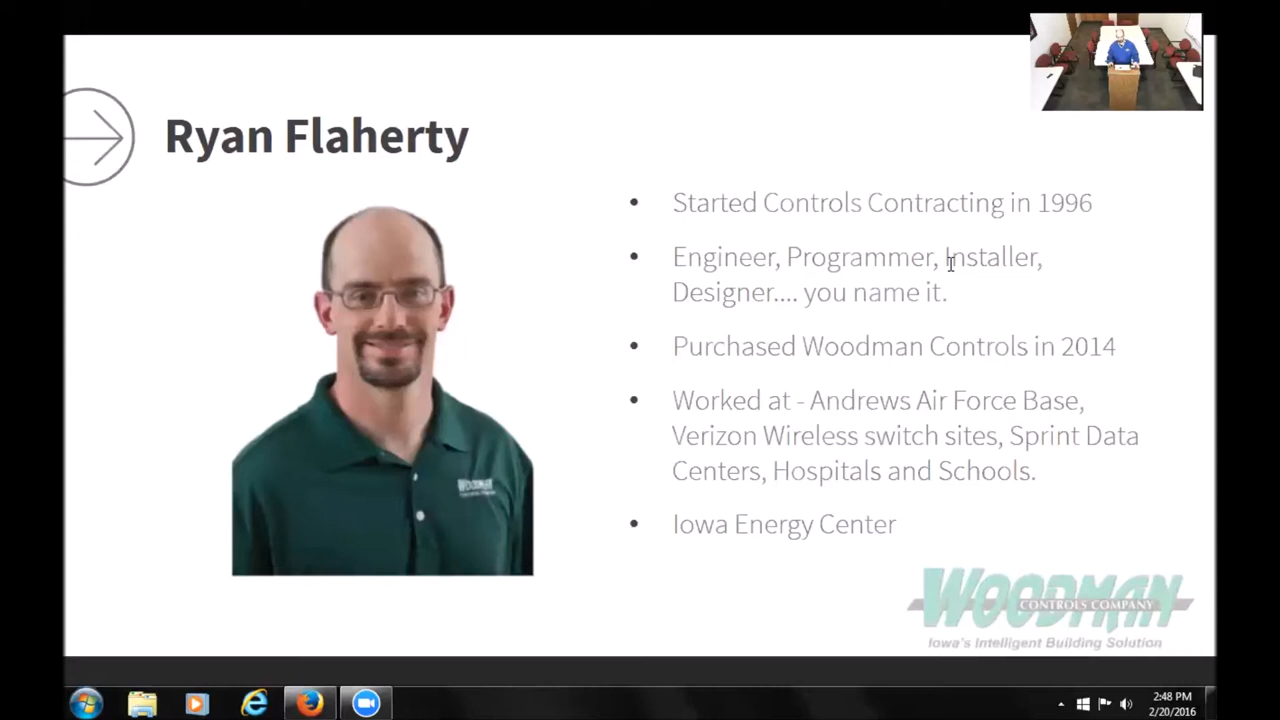 Ryan Flaherty
• Started Controls Contracting in 1996
• Engineer, Programmer, Installer,
Designer.... you name it.
• Purchased Woodman Controls in 2014
• Worked at - Andrews Air Force Base,
Verizon Wireless switch sites, Sprint Data
Centers, Hospitals and Schools.
• Iowa Energy Center
WOODMAN
WOODMAN
CONTROLS COMPANY
Iowa's Intelligent Building Solution
2:48 PM
2/20/2016